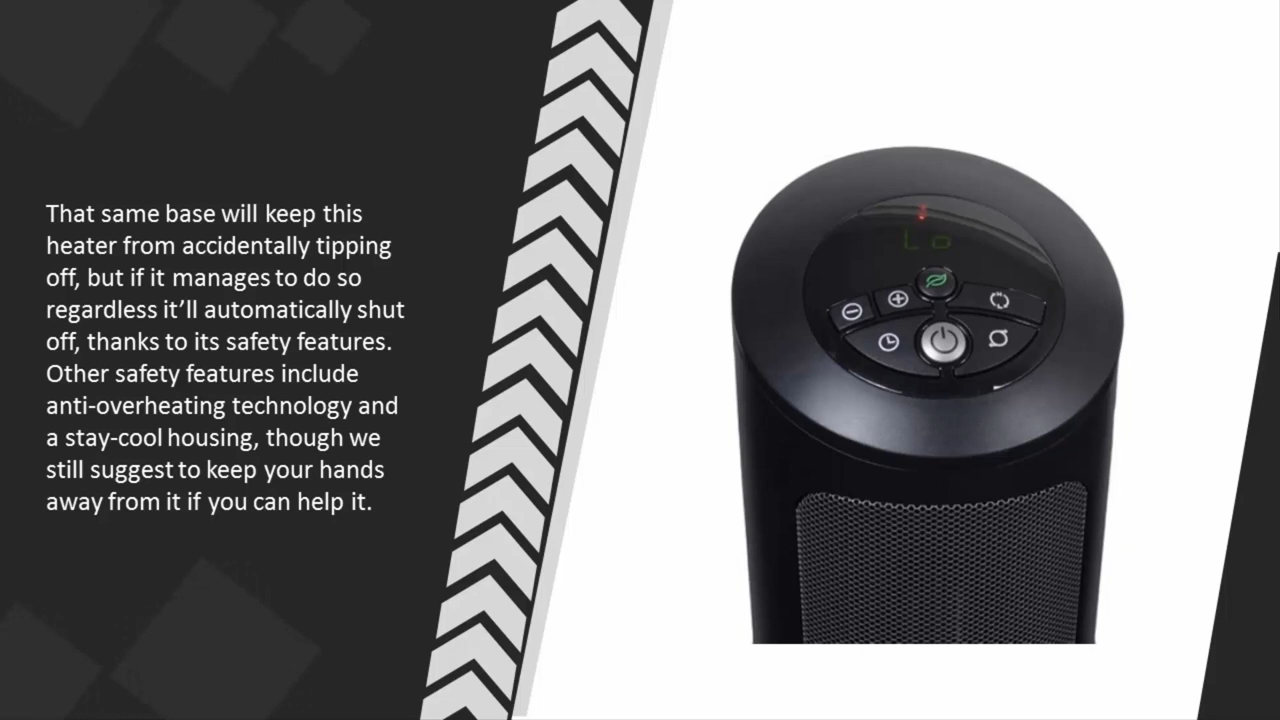 That same base will keep this
heater from accidentally tipping
off, but if it manages to do so
regardless it’ll automatically shut
off, thanks to its safety features.
Other safety features include
anti-overheating technology and
a stay-cool housing, though we
still suggest to keep your hands
away from it if you can help it.
Lo